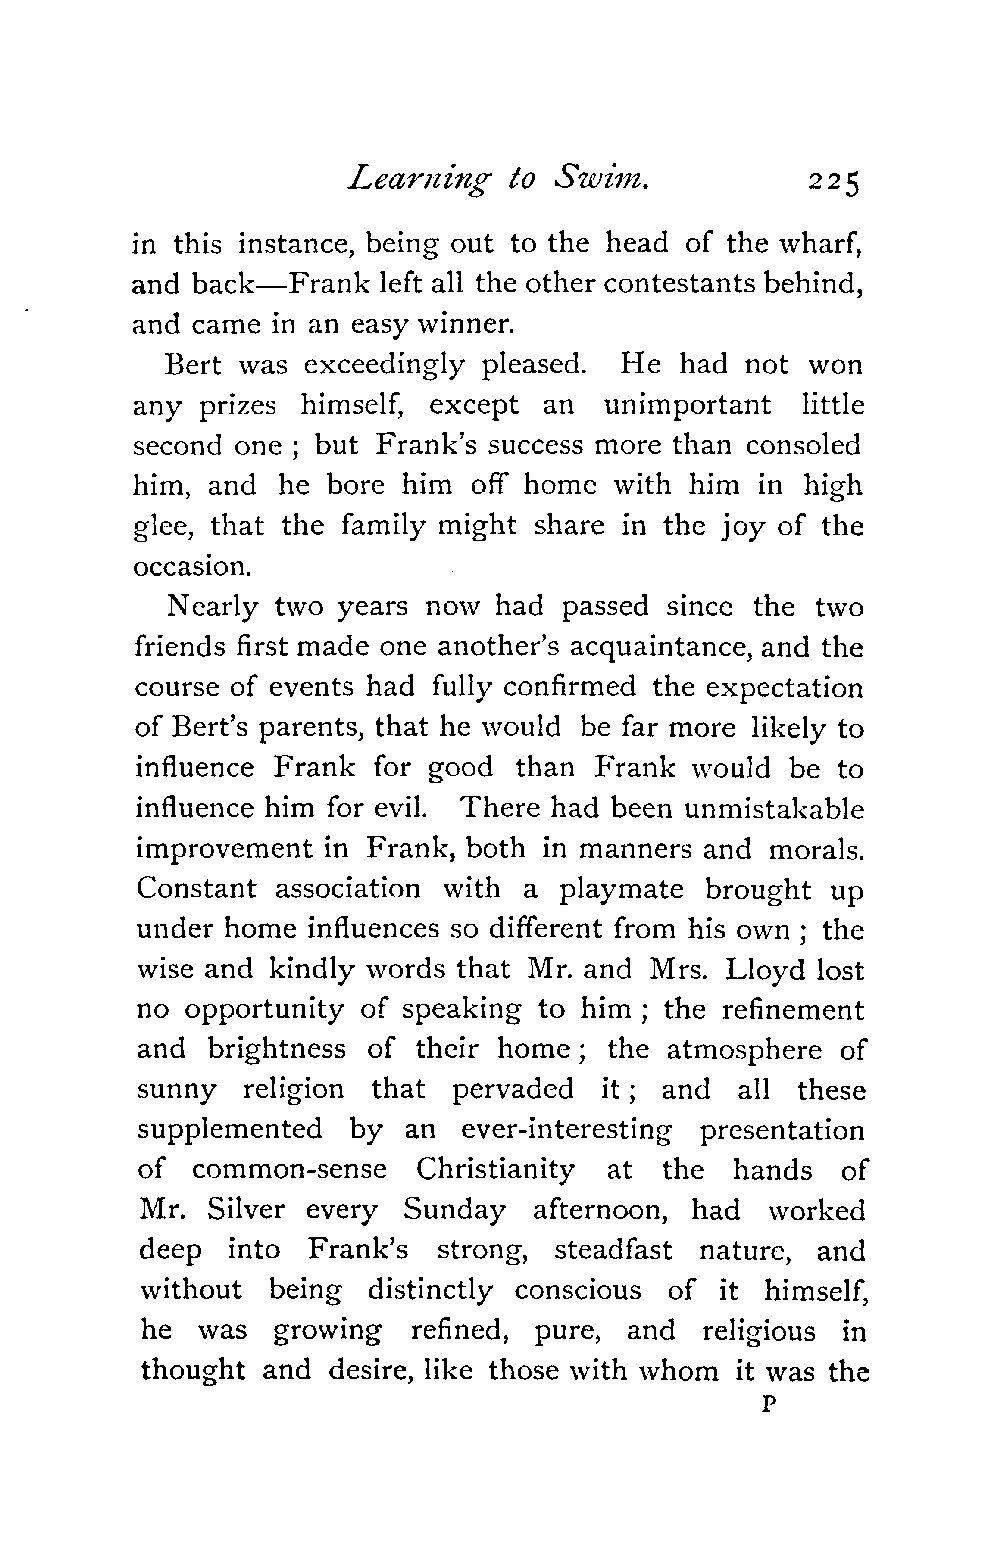 Learning to Swim. 225
in this instance, being out to the head of the wharf,
and back—Frank left all the other contestants behind,
and came in an easy winner.
Bert was exceedingly pleased. He had not won
any prizes himself, except an unimportant little
second one ; but Frank's success more than consoled
him, and he bore him off home with him in high
glee, that the family might share in the joy of the
occasion.
Nearly two years now had passed since the two
friends first made one another's acquaintance, and the
course of events had fully confirmed the expectation
of Bert's parents, that he would be far more likely to
influence Frank for good than Frank would be to
influence him for evil. There had been unmistakable
improvement in Frank, both in manners and morals.
Constant association with a playmate brought up
under home influences so different from his own ; the
wise and kindly words that Mr. and Mrs. Lloyd lost
no opportunity of speaking to him ; the refinement
and brightness of their home ; the atmosphere of
sunny religion that pervaded it ; and all these
supplemented by an ever-interesting presentation
of common-sense Christianity at the hands of
Mr. Silver every Sunday afternoon, had worked
deep into Frank's strong, steadfast nature, and
without being distinctly conscious of it himself,
he was growing refined, pure, and religious in
thought and desire, like those with whom it was the
P